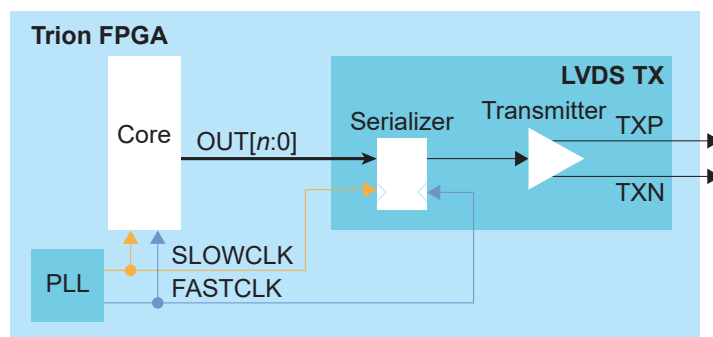 Trion FPGA
LVDS TX
Core
OUT[n:0]
Serializer
Transmitter
TXP
TXN
PLL
SLOWCLK
FASTCLK